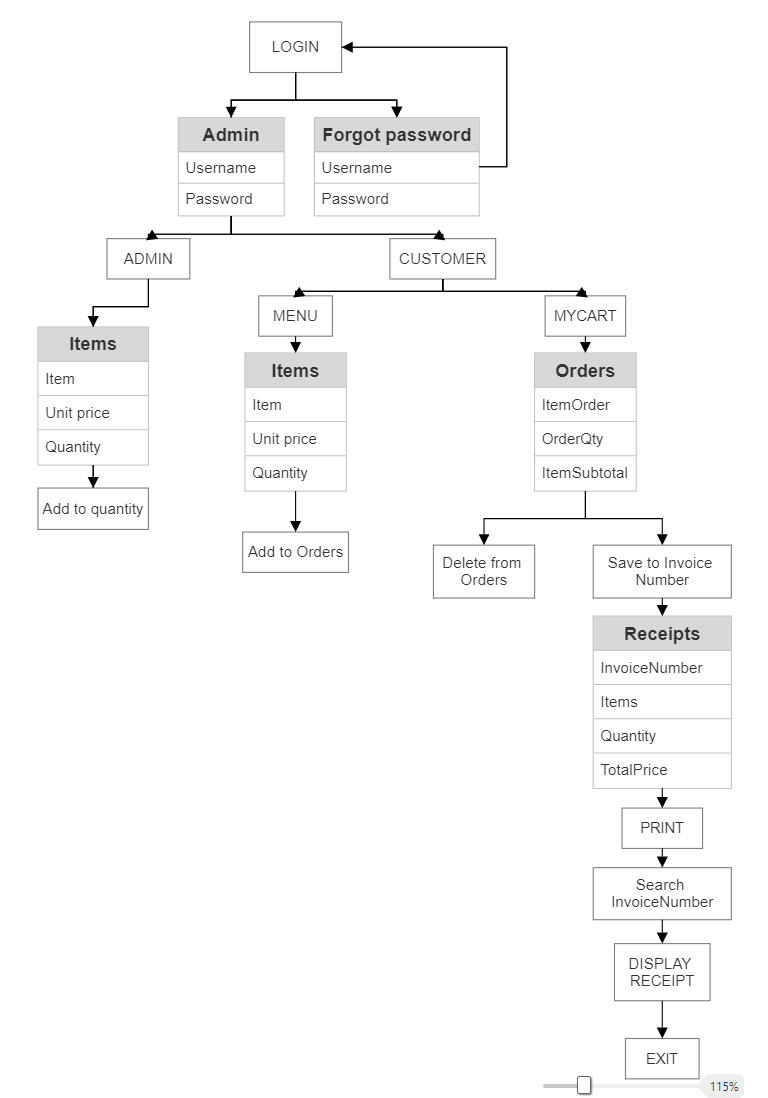 LOGIN
Admin
Username
Password
Forgot password
Username
Password
ADMIN
CUSTOMER
Items
Item
Unit price
Quantity
Add to quantity
MENU
Items
Item
Unit price
Quantity
Add to Orders
MYCART
Orders
ItemOrder
OrderQty
ItemSubtotal
Delete from
Orders
Save to Invoice
Number
Receipts
InvoiceNumber
Items
Quantity
TotalPrice
PRINT
Search
InvoiceNumber
DISPLAY
RECEIPT
EXIT
115%